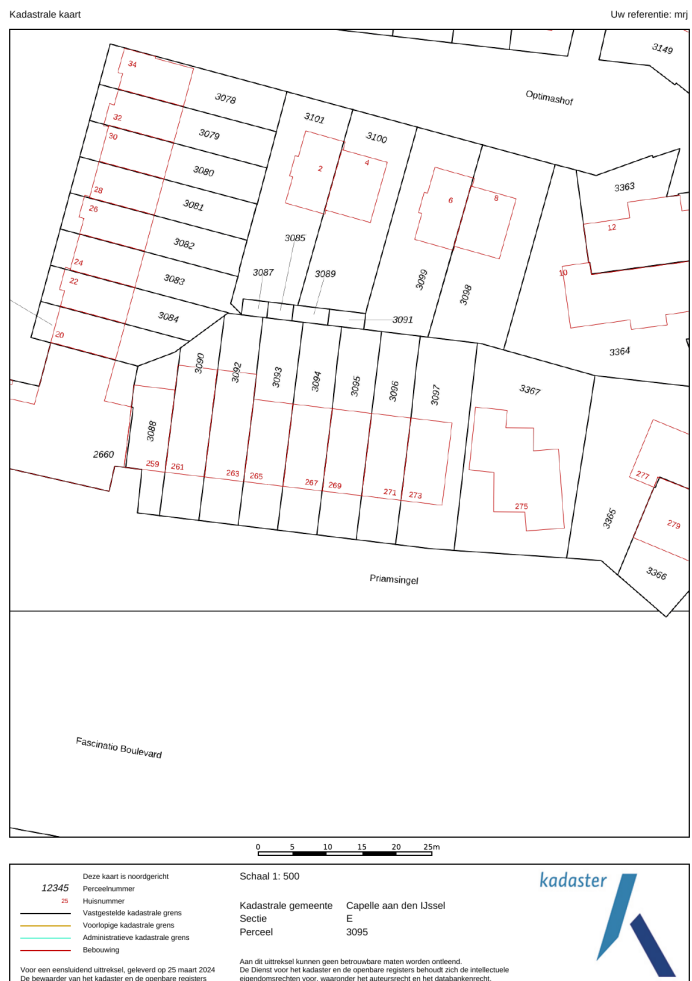 Kadastrale kaart
Uw referentie: mrj
3149
34
3078
Optimashof
3101
32
3100
30
3079
4
2
3080
3363
28
6
8
3081
26
12
3085
3082
24
3087
3089
10
22
3083
3099
3098
3084
3091
20
3364
3090
3092
3093
3094
3095
3096
3097
3367
3088
2660
259
261
263
265
267
269
271
273
275
277
279
3365
3366
Priamsingel
Fascinatio Boulevard
0 5 10 15 20 25m
Deze kaart is noordgericht
12345 Perceelnummer
25 Huisnummer
Vastgestelde kadastrale grens
Voorlopige kadastrale grens
Administratieve kadastrale grens
Bebouwing
Voor een eensluidend uittreksel, geleverd op 25 maart 2024
De bewaarder van het kadaster en de openbare registers
Schaal 1: 500
Kadastrale gemeente Capelle aan den IJssel
Sectie E
Perceel 3095
Aan dit uittreksel kunnen geen betrouwbare maten worden ontleend.
De Dienst voor het kadaster en de openbare registers behoudt zich de intellectuele
eigendomsrechten voor, waaronder het auteursrecht en het databankenrecht.
kadaster